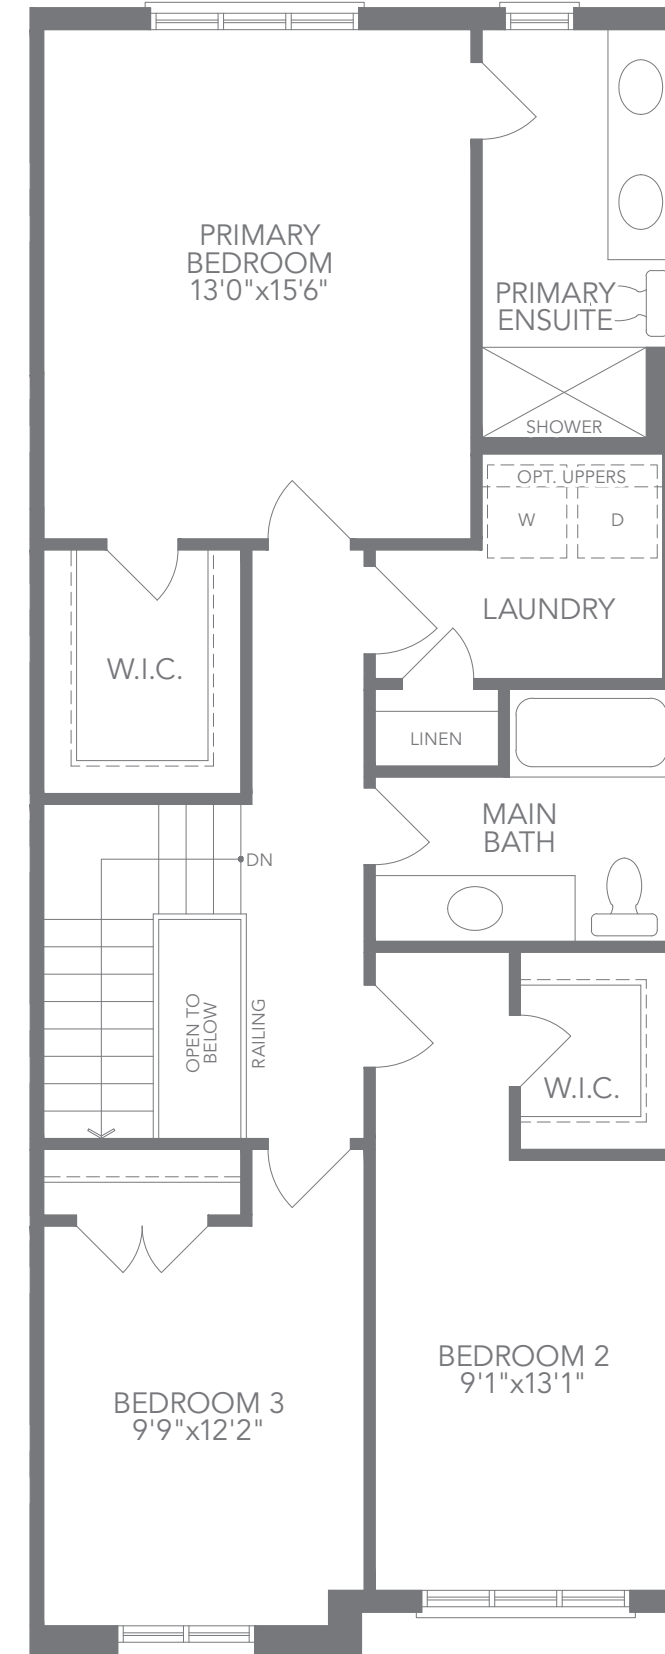 PRIMARY
BEDROOM
13'0"x15'6"
PRIMARY
ENSUITE
SHOWER
OPT. UPPERS
W
D
LAUNDRY
W.I.C.
LINEN
MAIN
BATH
DN
OPEN TO
BELOW
RAILING
W.I.C.
BEDROOM 2
9'1"x13'1"
BEDROOM 3
9'9"x12'2"